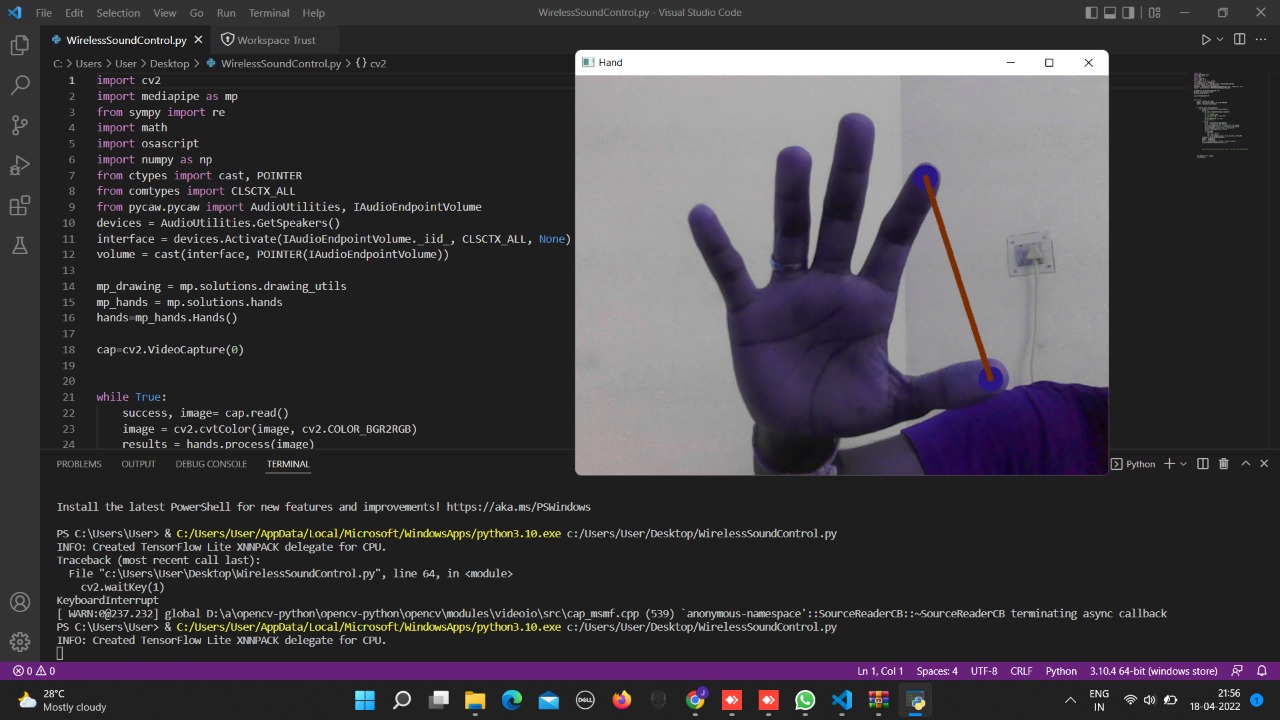 File Edit Selection View Go Run Terminal Help
WirelessSoundControl.py - Visual Studio Code
WirelessSoundControl.py Workspace Trust
C: > Users > User > Desktop > WirelessSoundControl.py > {} cv2
1 import cv2
2 import mediapipe as mp
3 from sympy import re
4 import math
5 import osascript
6 import numpy as np
7 from ctypes import cast, POINTER
8 from comtypes import CLSCTX_ALL
9 from pycaw.pycaw import AudioUtilities, IAudioEndpointVolume
10 devices = AudioUtilities.GetSpeakers()
11 interface = devices.Activate(IAudioEndpointVolume._iid_, CLSCTX_ALL, None)
12 volume = cast(interface, POINTER(IAudioEndpointVolume))
13
14 mp_drawing = mp.solutions.drawing_utils
15 mp_hands = mp.solutions.hands
16 hands=mp_hands.Hands()
17
18 cap=cv2.VideoCapture(0)
19
20
21 while True:
22 success, image= cap.read()
23 image = cv2.cvtColor(image, cv2.COLOR_BGR2RGB)
24 results = hands.process(image)
Hand
PROBLEMS OUTPUT DEBUG CONSOLE TERMINAL
Python
Install the latest PowerShell for new features and improvements! https://aka.ms/PSWindows
PS C:\Users\User> & C:/Users/User/AppData/Local/Microsoft/WindowsApps/python3.10.exe c:/Users/User/Desktop/WirelessSoundControl.py
INFO: Created TensorFlow Lite XNNPACK delegate for CPU.
Traceback (most recent call last):
File "c:\Users\User\Desktop\WirelessSoundControl.py", line 64, in <module>
cv2.waitKey(1)
KeyboardInterrupt
[ WARN:0@237.232] global D:\a\opencv-python\opencv-python\opencv\modules\videoio\src\cap_msmf.cpp (539) `anonymous-namespace'::SourceReaderCB::~SourceReaderCB terminating async callback
PS C:\Users\User> & C:/Users/User/AppData/Local/Microsoft/WindowsApps/python3.10.exe c:/Users/User/Desktop/WirelessSoundControl.py
INFO: Created TensorFlow Lite XNNPACK delegate for CPU.
0 0
Ln 1, Col 1 Spaces: 4 UTF-8 CRLF Python 3.10.4 64-bit (windows store)
28°C
Mostly cloudy
DELL
J
ENG
IN
21:56
18-04-2022
1